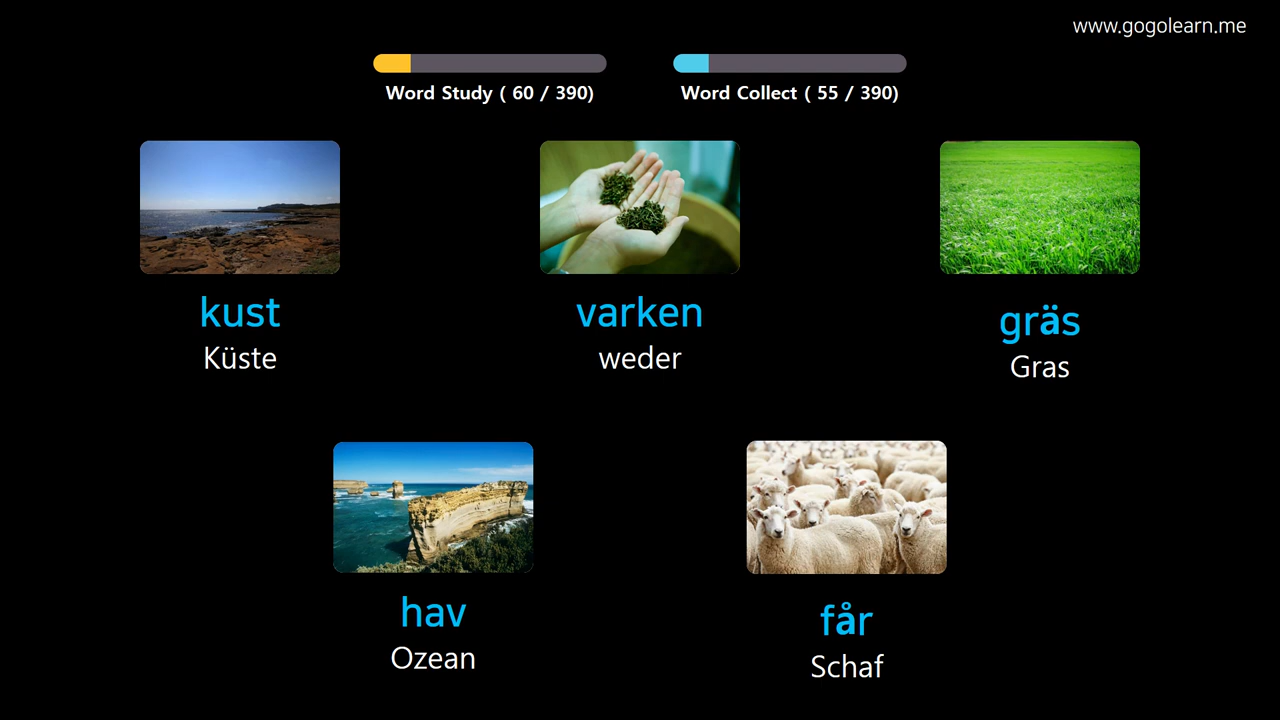 www.gogolearn.me
Word Study ( 60 / 390)
Word Collect ( 55 / 390)
kust
Küste
varken
weder
gräs
Gras
hav
Ozean
får
Schaf